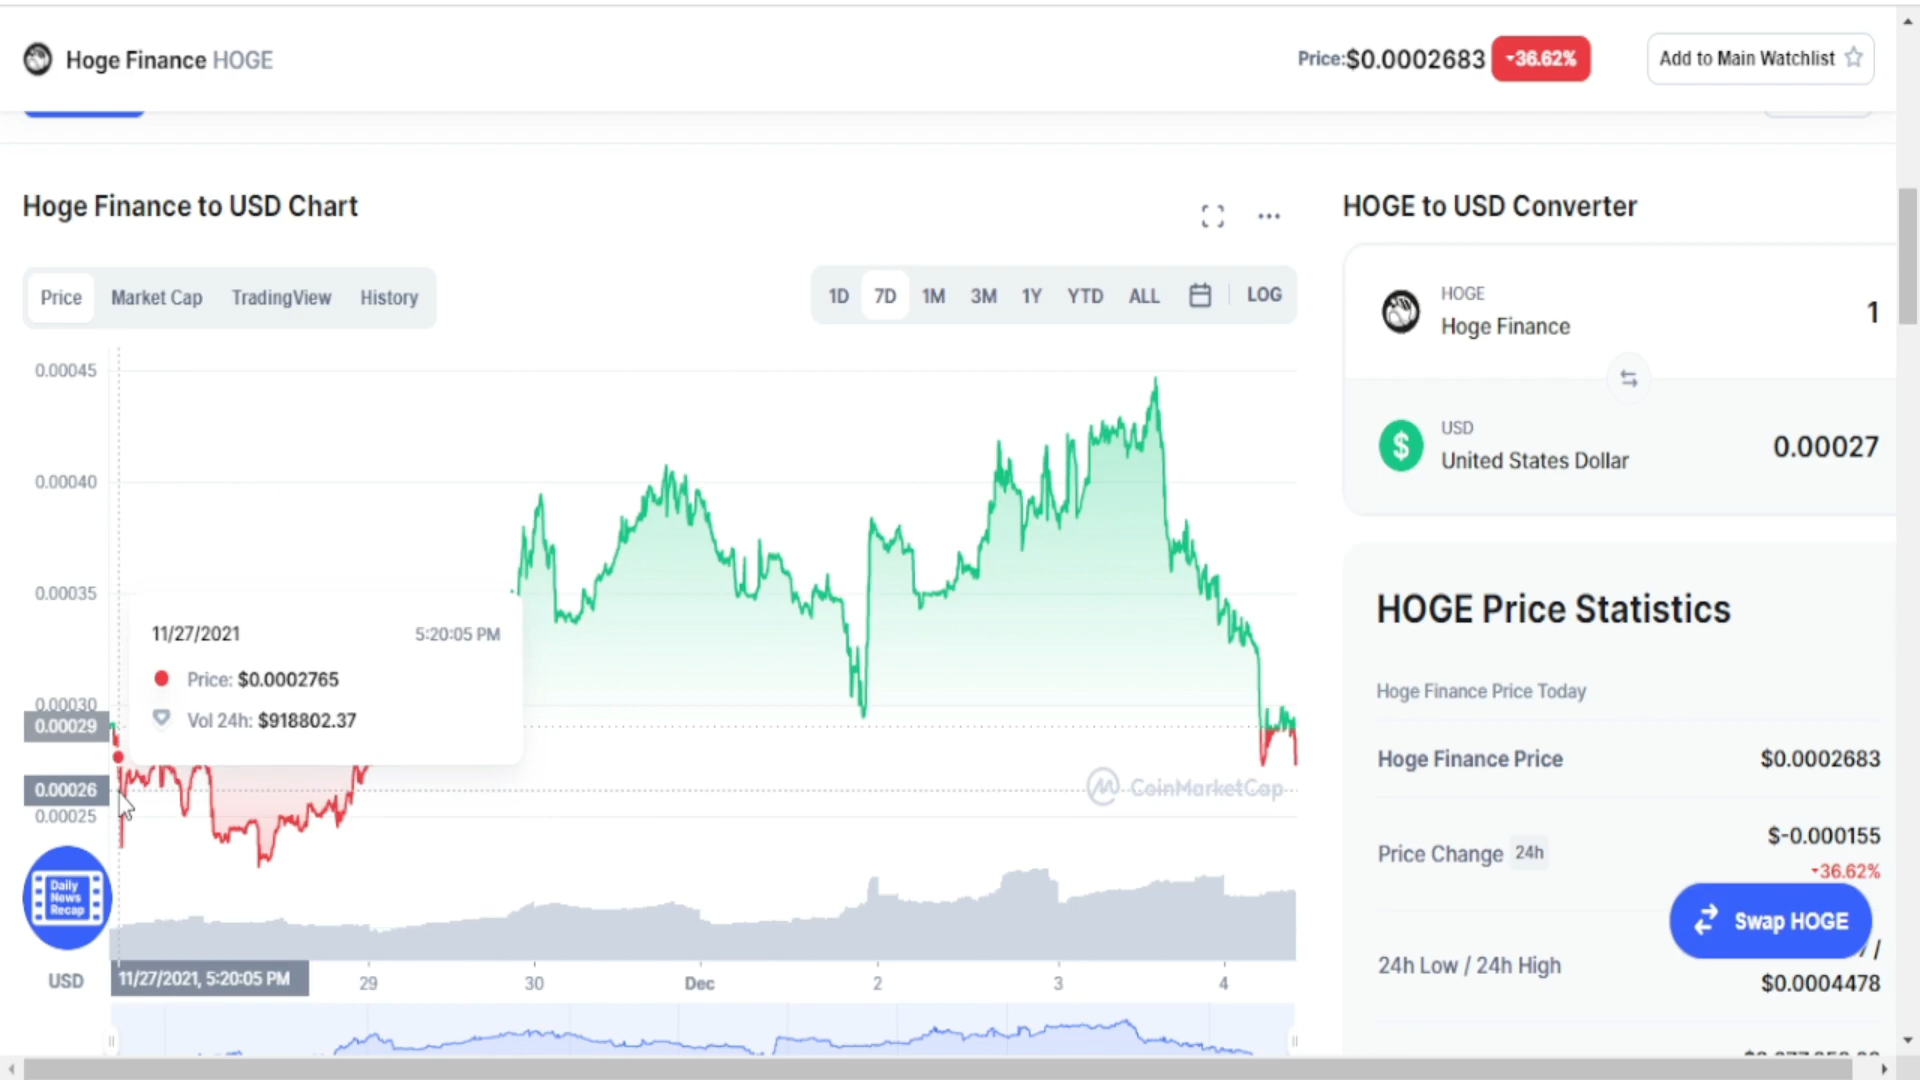 Hoge Finance HOGE
Price:$0.0002683 -36.62% Add to Main Watchlist
Hoge Finance to USD Chart
HOGE to USD Converter
Price Market Cap TradingView History
1D 7D 1M 3M 1Y YTD ALL LOG
HOGE
Hoge Finance 1
USD
United States Dollar 0.00027
0.00045
0.00040
0.00035
0.00030
0.00029
0.00026
0.00025
11/27/2021 5:20:05 PM
Price: $0.0002765
Vol 24h: $918802.37
CoinMarketCap
Daily
News
Recap
USD 11/27/2021, 5:20:05 PM 29 30 Dec 2 3 4
HOGE Price Statistics
Hoge Finance Price Today
Hoge Finance Price $0.0002683
Price Change 24h $-0.000155
-36.62%
Swap HOGE
24h Low / 24h High /
$0.0004478